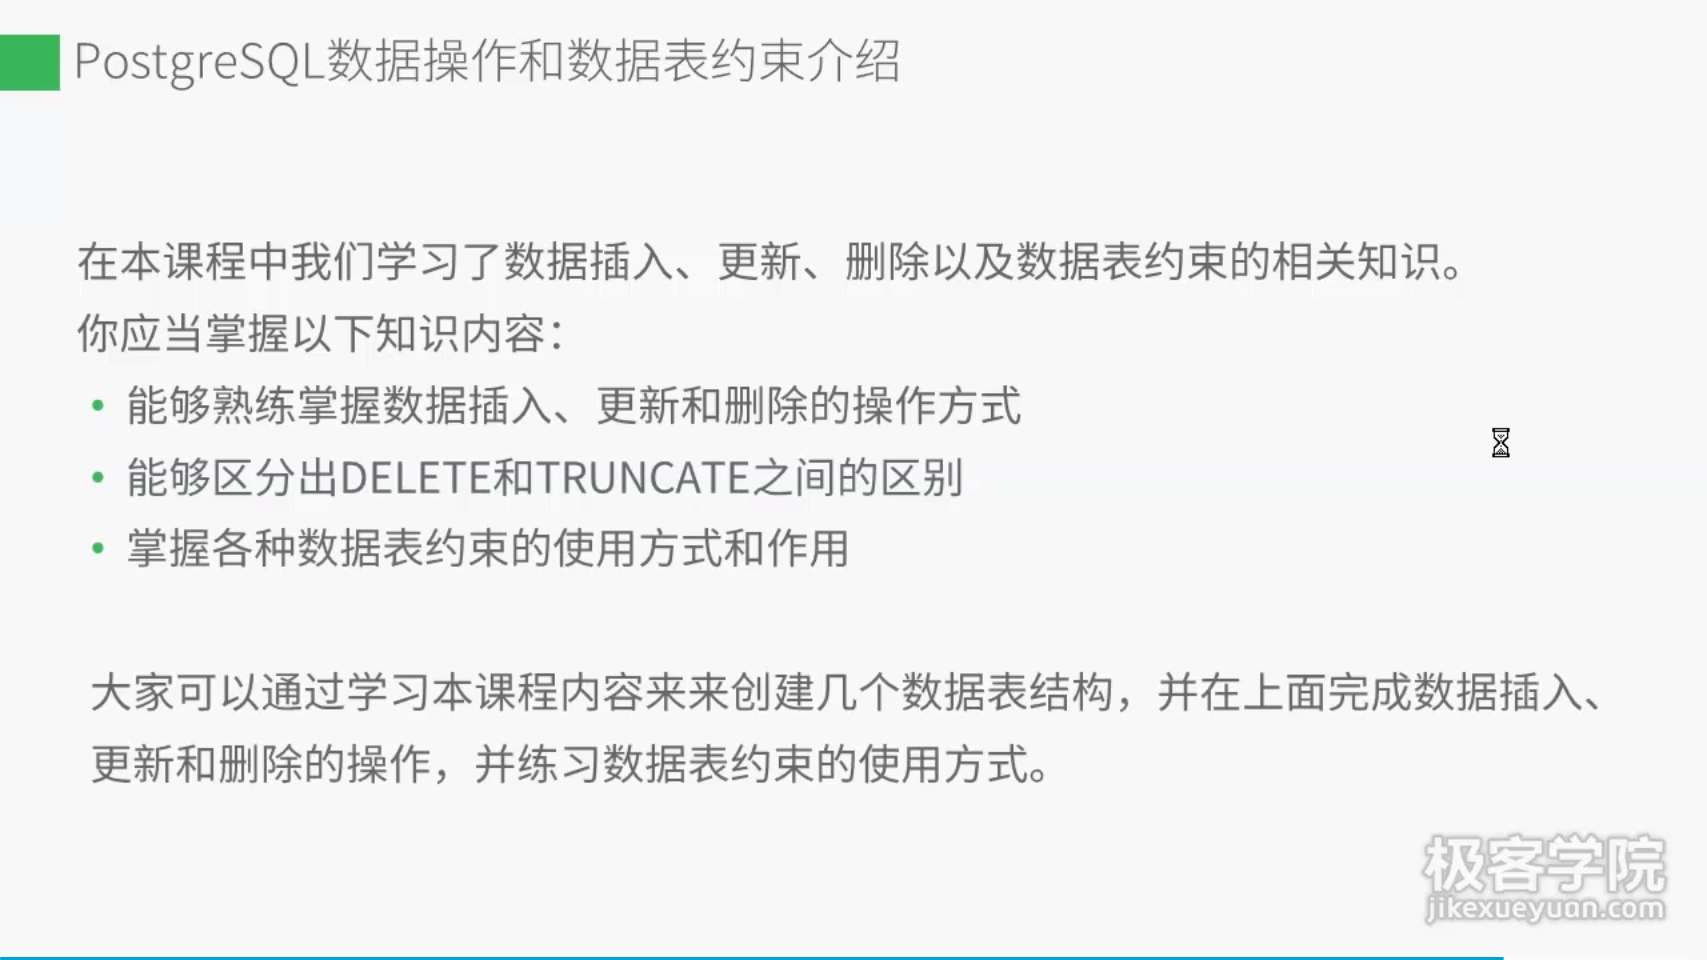 PostgreSQL数据操作和数据表约束介绍
在本课程中我们学习了数据插入、更新、删除以及数据表约束的相关知识。
你应当掌握以下知识内容：
• 能够熟练掌握数据插入、更新和删除的操作方式
• 能够区分出DELETE和TRUNCATE之间的区别
• 掌握各种数据表约束的使用方式和作用
大家可以通过学习本课程内容来来创建几个数据表结构，并在上面完成数据插入、
更新和删除的操作，并练习数据表约束的使用方式。
极客学院
jikexueyuan.com